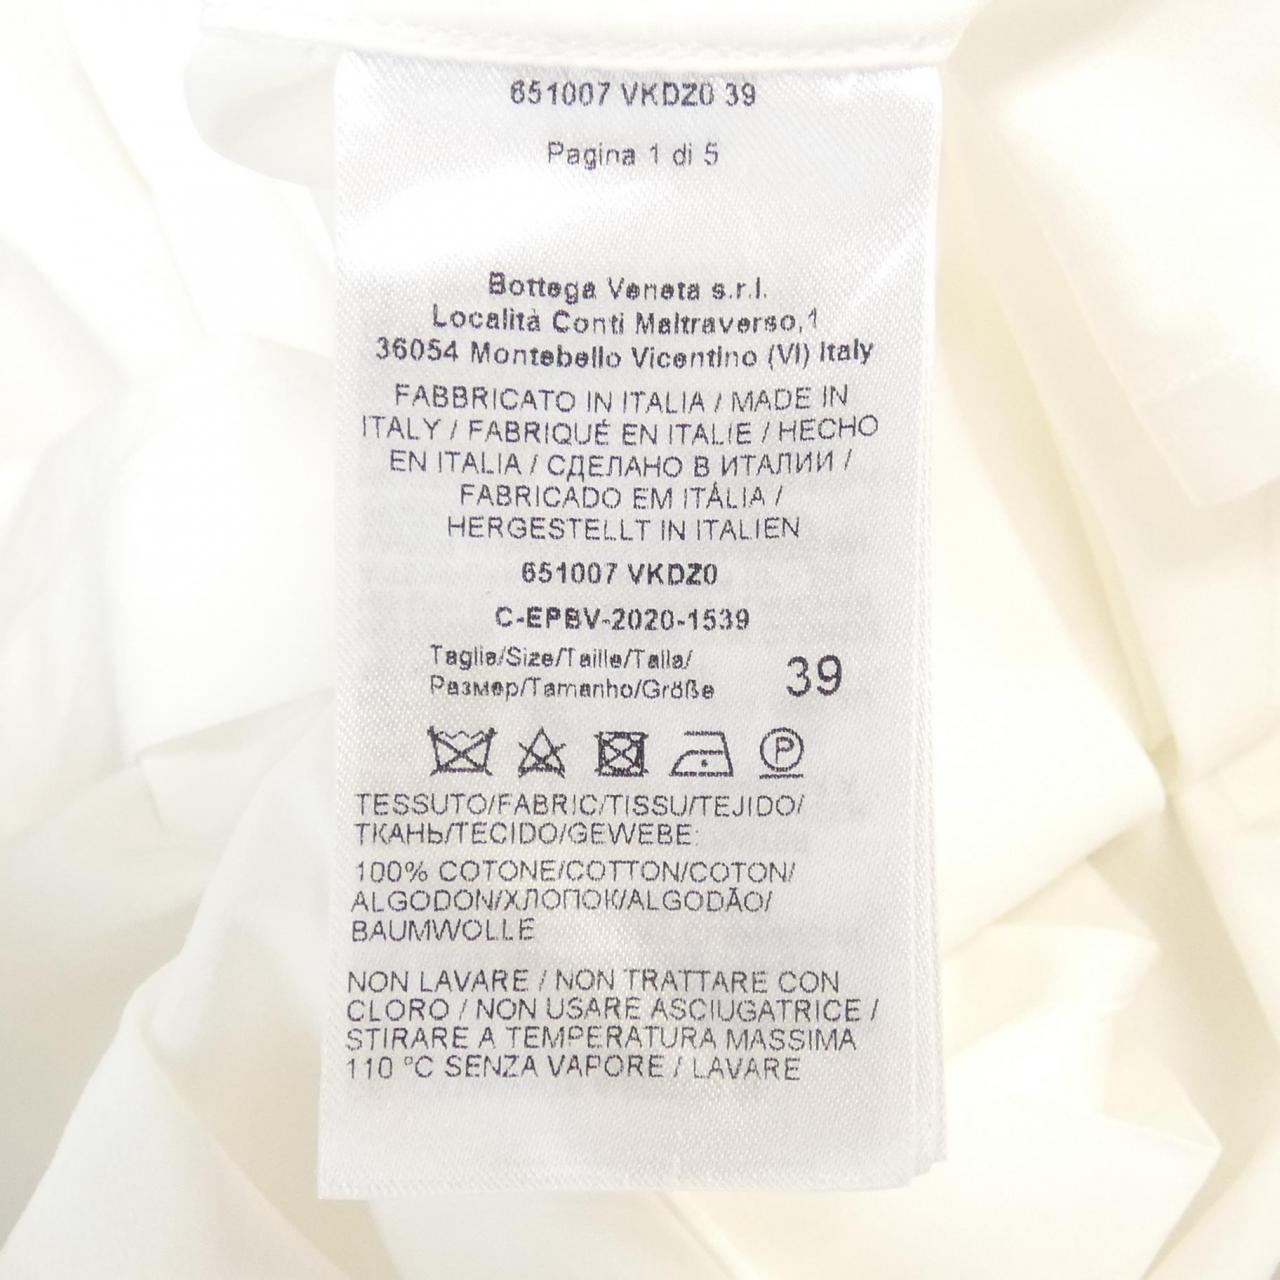 651007 VKDZ0 39
Pagina 1 di 5
Bottega Veneta s.r.l.
Località Conti Maltraverso,1
36054 Montebello Vicentino (VI) Italy
FABBRICATO IN ITALIA / MADE IN
ITALY / FABRIQUÉ EN ITALIE / HECHO
EN ITALIA / СДЕЛАНО В ИТАЛИИ /
FABRICADO EM ITÁLIA /
HERGESTELLT IN ITALIEN
651007 VKDZ0
C-EPBV-2020-1539
Taglia/Size/Taille/Talla/
Размер/Tamanho/Größe 39
P
TESSUTO/FABRIC/TISSU/TEJIDO/
ТКАНЬ/TECIDO/GEWEBE:
100% COTONE/COTTON/COTON/
ALGODON/ХЛОПОК/ALGODÃO/
BAUMWOLLE
NON LAVARE / NON TRATTARE CON
CLORO / NON USARE ASCIUGATRICE /
STIRARE A TEMPERATURA MASSIMA
110 °C SENZA VAPORE / LAVARE